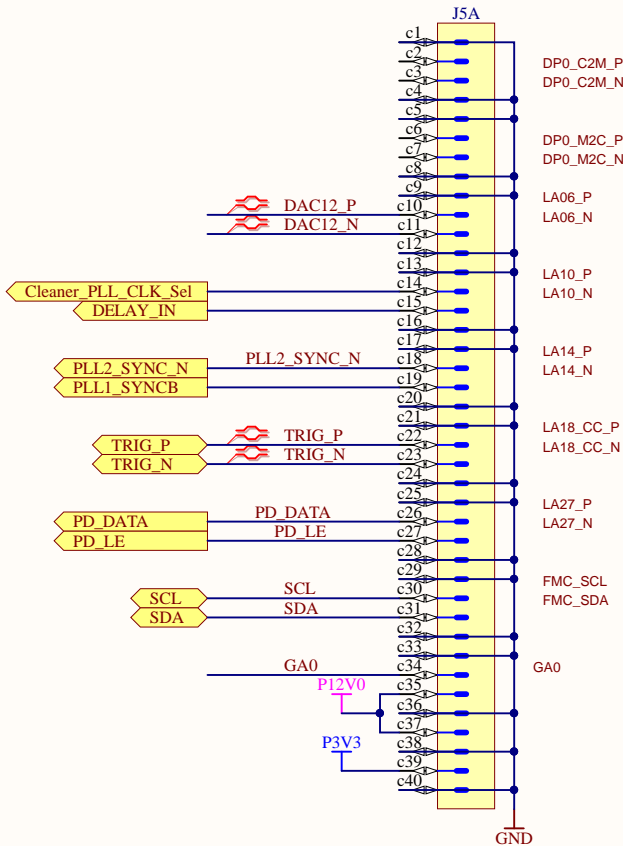 J5A
c1
c2
DP0_C2M_P
c3
DP0_C2M_N
c4
c5
c6
DP0_M2C_P
c7
DP0_M2C_N
c8
c9
LA06_P
DAC12_P c10
LA06_N
DAC12_N c11
c12
c13
LA10_P
Cleaner_PLL_CLK_Sel c14
LA10_N
DELAY_IN c15
c16
c17
LA14_P
PLL2_SYNC_N PLL2_SYNC_N c18
LA14_N
PLL1_SYNCB c19
c20
c21
LA18_CC_P
TRIG_P TRIG_P c22
LA18_CC_N
TRIG_N TRIG_N c23
c24
c25
LA27_P
PD_DATA PD_DATA c26
LA27_N
PD_LE PD_LE c27
c28
c29
FMC_SCL
SCL SCL c30
FMC_SDA
SDA SDA c31
c32
c33
GA0 c34
GA0
P12V0 c35
c36
c37
P3V3 c38
c39
c40
GND